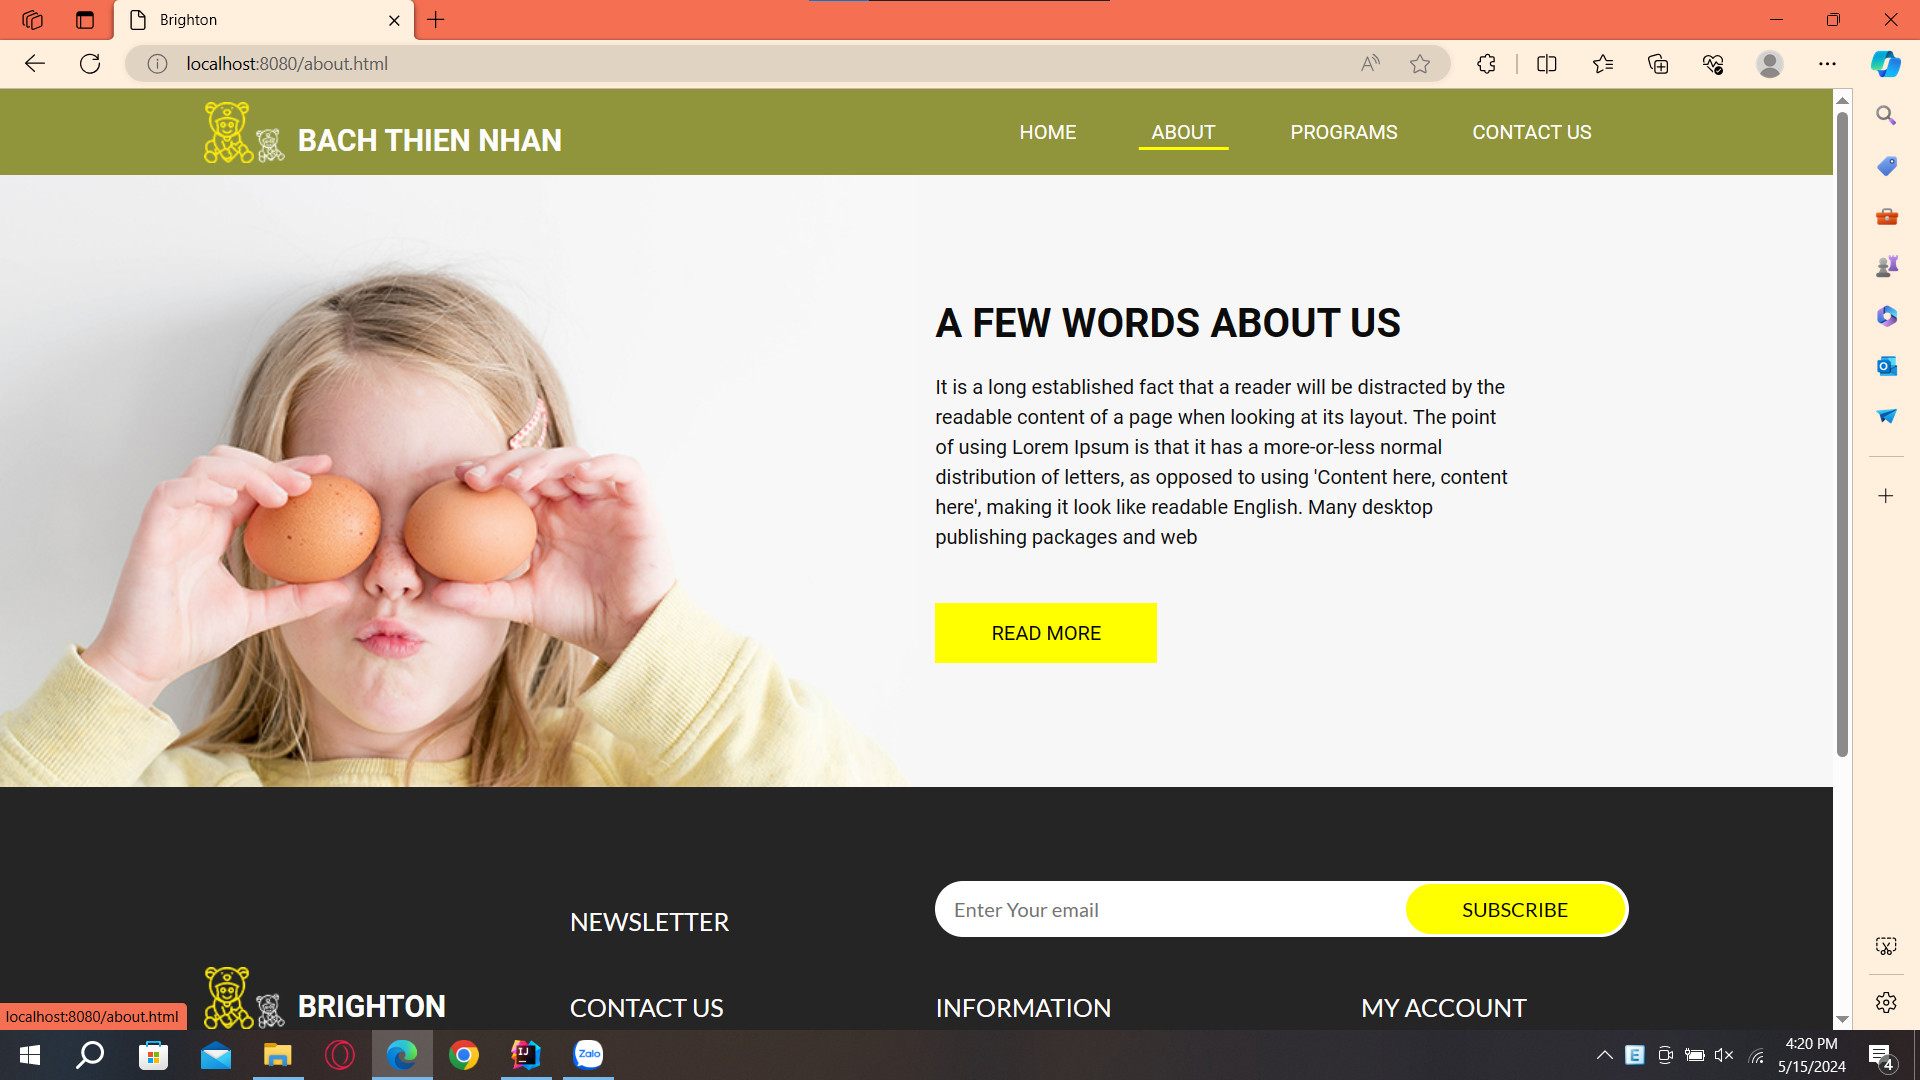 Brighton
localhost:8080/about.html
BACH THIEN NHAN
HOME
ABOUT
PROGRAMS
CONTACT US
A FEW WORDS ABOUT US
It is a long established fact that a reader will be distracted by the
readable content of a page when looking at its layout. The point
of using Lorem Ipsum is that it has a more-or-less normal
distribution of letters, as opposed to using 'Content here, content
here', making it look like readable English. Many desktop
publishing packages and web
READ MORE
NEWSLETTER
Enter Your email
SUBSCRIBE
BRIGHTON
CONTACT US
INFORMATION
MY ACCOUNT
localhost:8080/about.html
Zalo
4:20 PM
5/15/2024
4